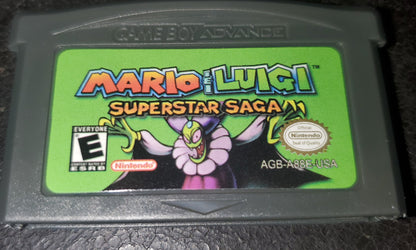 GAME BOY ADVANCE
MARIO & LUIGI™
SUPERSTAR SAGA
EVERYONE
E
CONTENT RATED BY
ESRB
Nintendo
Official
Nintendo
Seal of Quality
AGB-A88E-USA